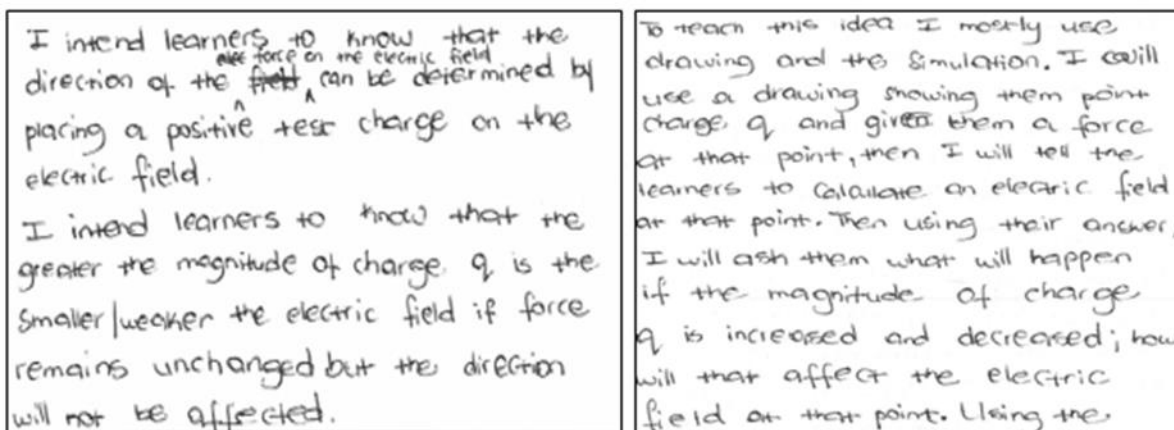 I intend learners to know that the
force on the electric field
direction of the field can be determined by
placing a positive test charge on the
electric field.
I intend learners to know that the
greater the magnitude of charge q is the
smaller/weaker the electric field if force
remains unchanged but the direction
will not be affected.
To teach this idea I mostly use
drawing and the simulation. I will
use a drawing showing them point
charge q and given them a force
at that point, then I will tell the
learners to calculate an electric field
at that point. Then using their answer,
I will ask them what will happen
if the magnitude of charge
q is increased and decreased; how
will that affect the electric
field at that point. Using the